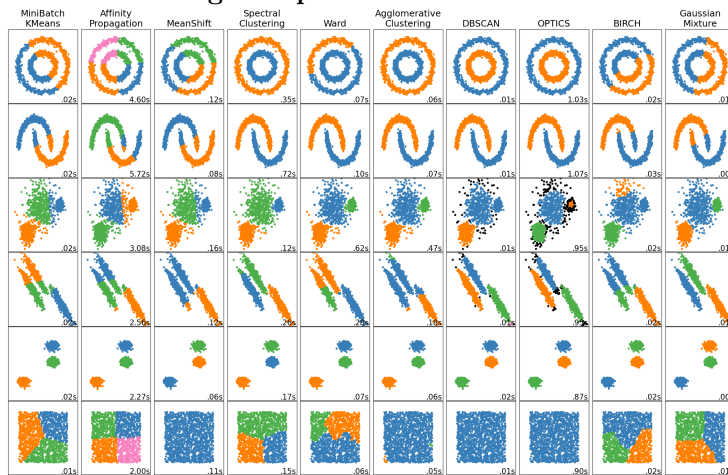 MiniBatch KMeans
Affinity Propagation
MeanShift
Spectral Clustering
Ward
Agglomerative Clustering
DBSCAN
OPTICS
BIRCH
Gaussian Mixture
.02s 4.60s .12s .35s .07s .06s .01s 1.03s .02s
.02s 5.72s .08s .72s .10s .07s .01s 1.07s .03s
.02s 3.08s .16s .12s .62s .47s .01s .95s .02s
2.56s .12s .01s .02s
.02s 2.27s .06s .17s .07s .06s .02s .87s .02s
.01s 2.00s .11s .15s .06s .05s .01s .90s .02s